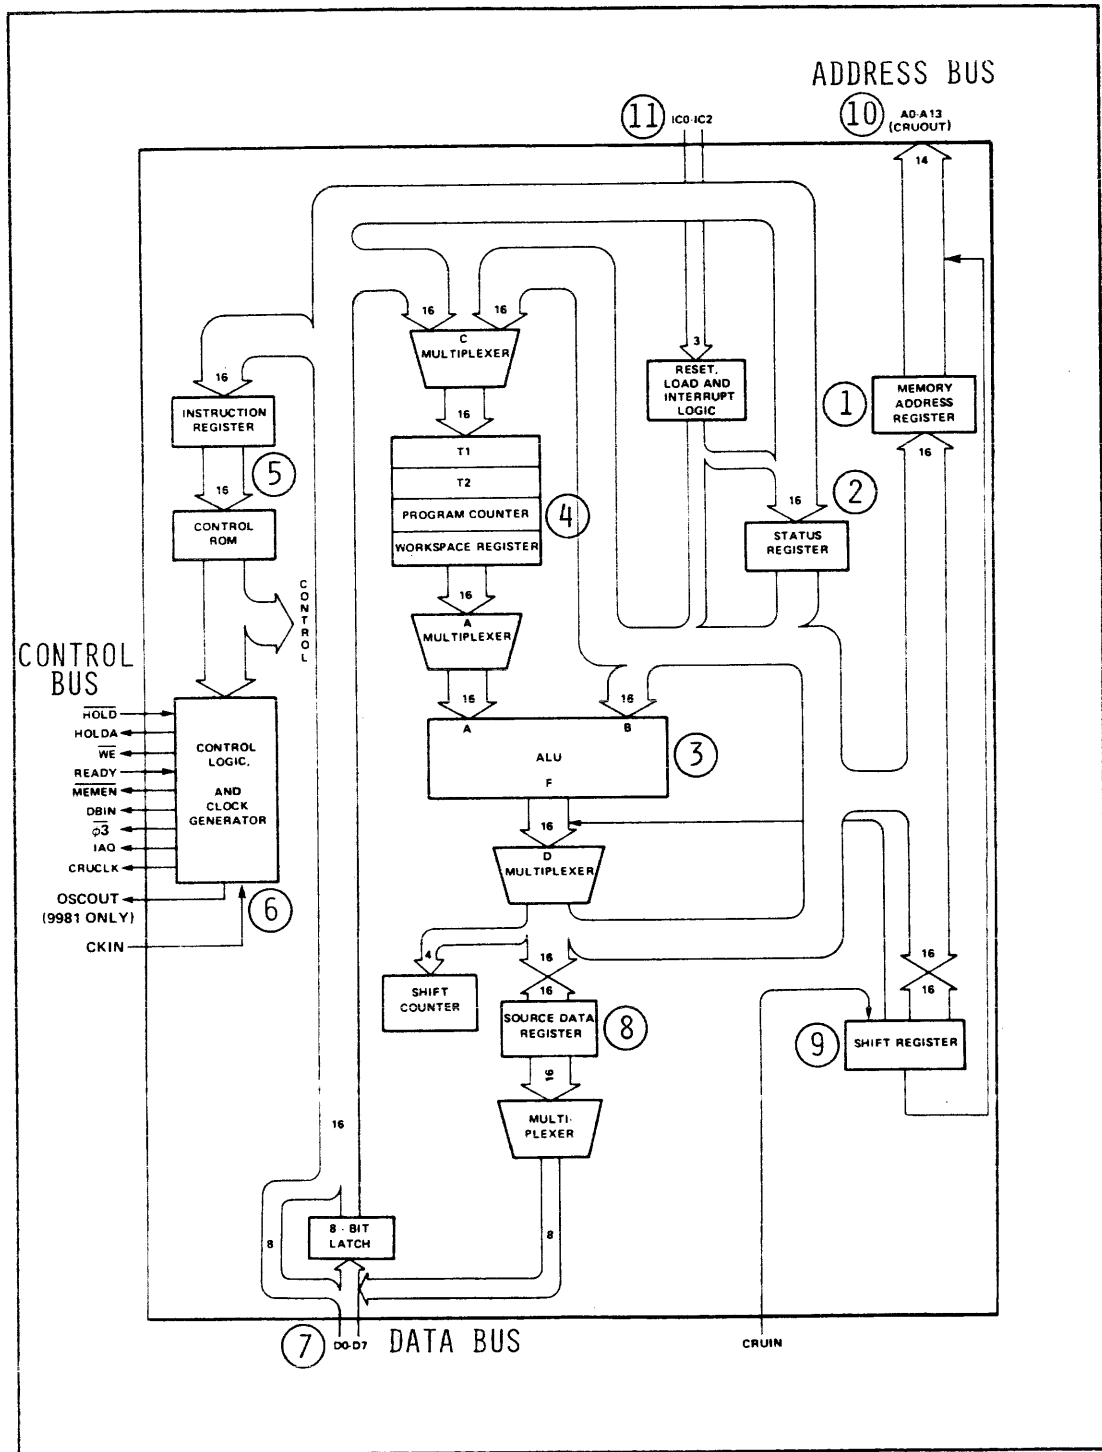 ADDRESS BUS
11 IC0-IC2
10 A0-A13
(CRUOUT)
14
16
16
C
MULTIPLEXER
3
RESET,
LOAD AND
INTERRUPT
LOGIC
1
MEMORY
ADDRESS
REGISTER
16
16
INSTRUCTION
REGISTER
16
5
CONTROL
ROM
16
T1
T2
PROGRAM COUNTER
WORKSPACE REGISTER
4
16
2
STATUS
REGISTER
CONTROL
16
A
MULTIPLEXER
16
16
CONTROL
BUS
HOLD
HOLDA
WE
READY
MEMEN
DBIN
φ3
IAQ
CRUCLK
OSCOUT
(9981 ONLY)
CKIN
CONTROL
LOGIC,
AND
CLOCK
GENERATOR
6
A
B
ALU
F
3
16
D
MULTIPLEXER
4
SHIFT
COUNTER
16
16
SOURCE DATA
REGISTER
8
16
MULTI-
PLEXER
16
16
9
SHIFT REGISTER
16
8
8 - BIT
LATCH
8
7 D0-D7 DATA BUS
CRUIN